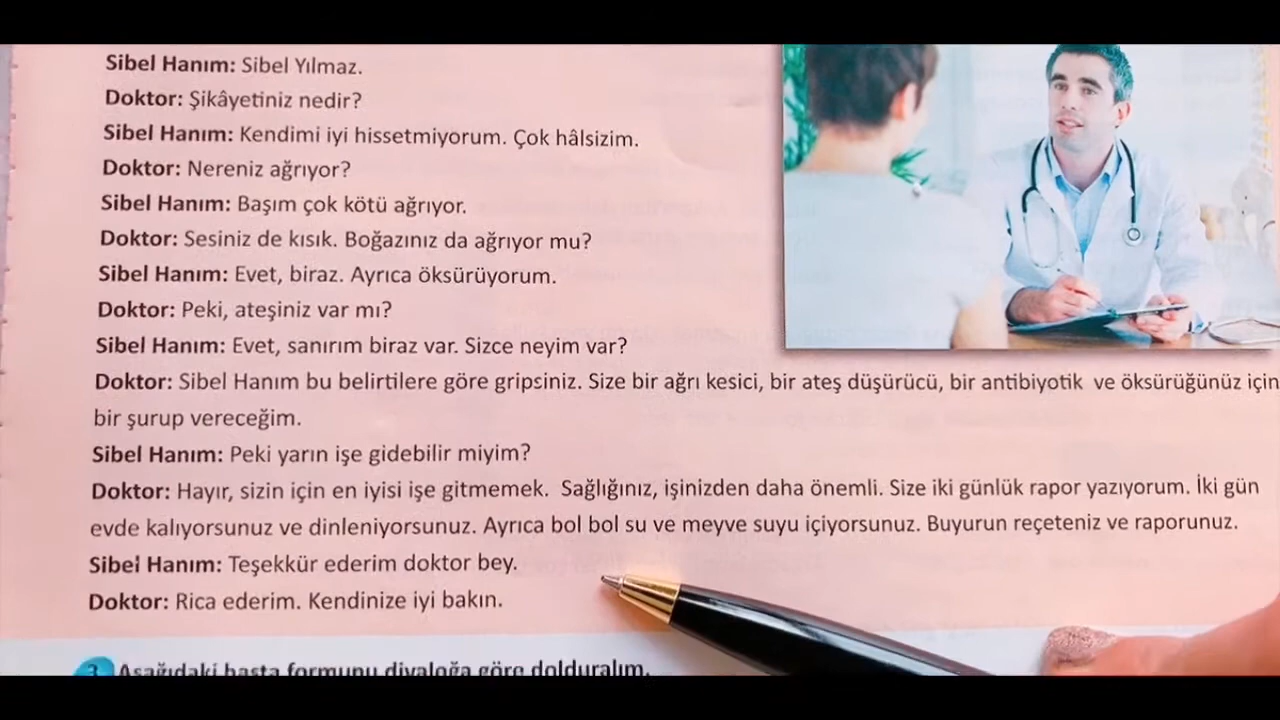 Sibel Hanım: Sibel Yılmaz.
Doktor: Şikâyetiniz nedir?
Sibel Hanım: Kendimi iyi hissetmiyorum. Çok hâlsizim.
Doktor: Nereniz ağrıyor?
Sibel Hanım: Başım çok kötü ağrıyor.
Doktor: Sesiniz de kısık. Boğazınız da ağrıyor mu?
Sibel Hanım: Evet, biraz. Ayrıca öksürüyorum.
Doktor: Peki, ateşiniz var mı?
Sibel Hanım: Evet, sanırım biraz var. Sizce neyim var?
Doktor: Sibel Hanım bu belirtilere göre gripsiniz. Size bir ağrı kesici, bir ateş düşürücü, bir antibiyotik ve öksürüğünüz için
bir şurup vereceğim.
Sibel Hanım: Peki yarın işe gidebilir miyim?
Doktor: Hayır, sizin için en iyisi işe gitmemek. Sağlığınız, işinizden daha önemli. Size iki günlük rapor yazıyorum. İki gün
evde kalıyorsunuz ve dinleniyorsunuz. Ayrıca bol bol su ve meyve suyu içiyorsunuz. Buyurun reçeteniz ve raporunuz.
Sibel Hanım: Teşekkür ederim doktor bey.
Doktor: Rica ederim. Kendinize iyi bakın.
3 Aşağıdaki hasta formunu diyaloğa göre dolduralım.